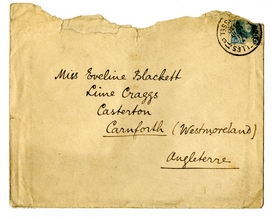 Miss Eveline Blackett
Lime Craggs
Casterton
Carnforth (Westmoreland)
Angleterre